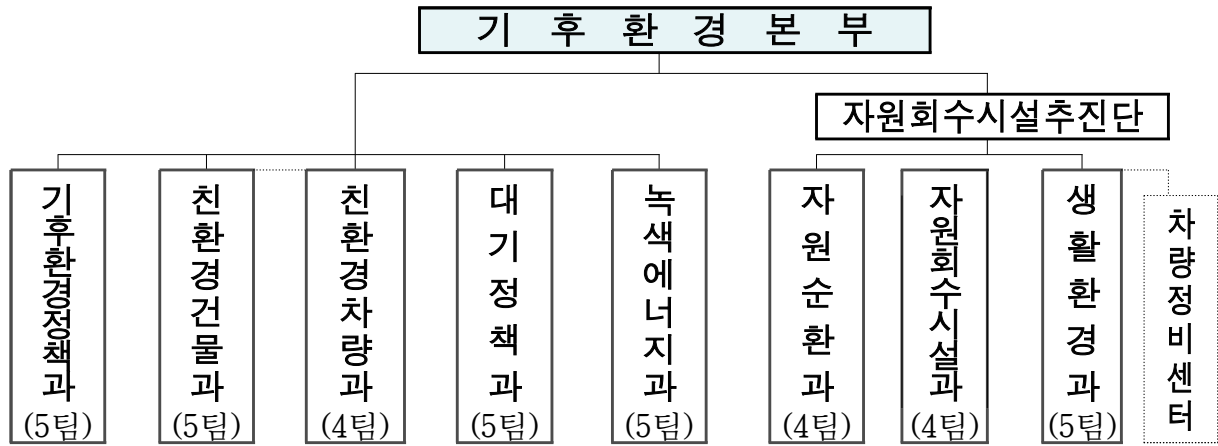 기 후 환 경 본 부
자원회수시설추진단
기후환경정책과
(5팀)
친환경건물과
(5팀)
친환경차량과
(4팀)
대기정책과
(5팀)
녹색에너지과
(5팀)
자원순환과
(4팀)
자원회수시설과
(4팀)
생활환경과
(5팀)
차량정비센터